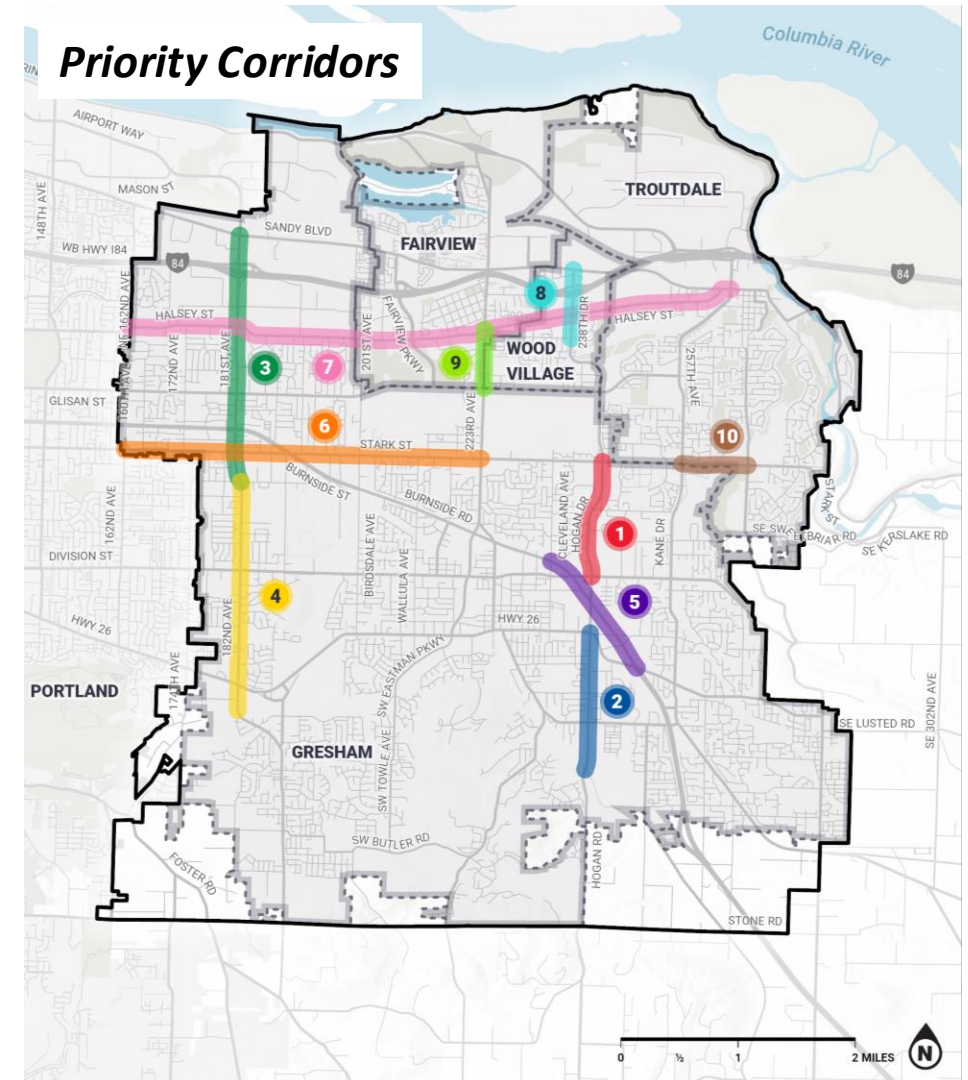 Priority Corridors
Columbia River
AIRPORT WAY
MASON ST
148TH AVE
SANDY BLVD
TROUTDALE
FAIRVIEW
WB HWY I84
84
84
8
NE 162ND AVE
HALSEY ST
FAIRVIEW PKWY
238TH DR
HALSEY ST
172ND AVE
181ST AVE
201ST AVE
WOOD
VILLAGE
257TH AVE
3
7
9
160TH AVE
GLISAN ST
223RD AVE
6
10
STARK ST
BURNSIDE ST
BURNSIDE RD
CLEVELAND AVE
HOGAN DR
STARK ST
162ND AVE
1
KANE DR
DIVISION ST
BIRDSDALE AVE
WALLULA AVE
4
5
HWY 26
HWY 26
182ND AVE
SW EASTMAN PKWY
174TH AVE
PORTLAND
2
SE LUSTED RD
SE 302ND AVE
GRESHAM
SW TOWLE AVE
SW BUTLER RD
FOSTER RD
HOGAN RD
STONE RD
0 ½ 1 2 MILES
N